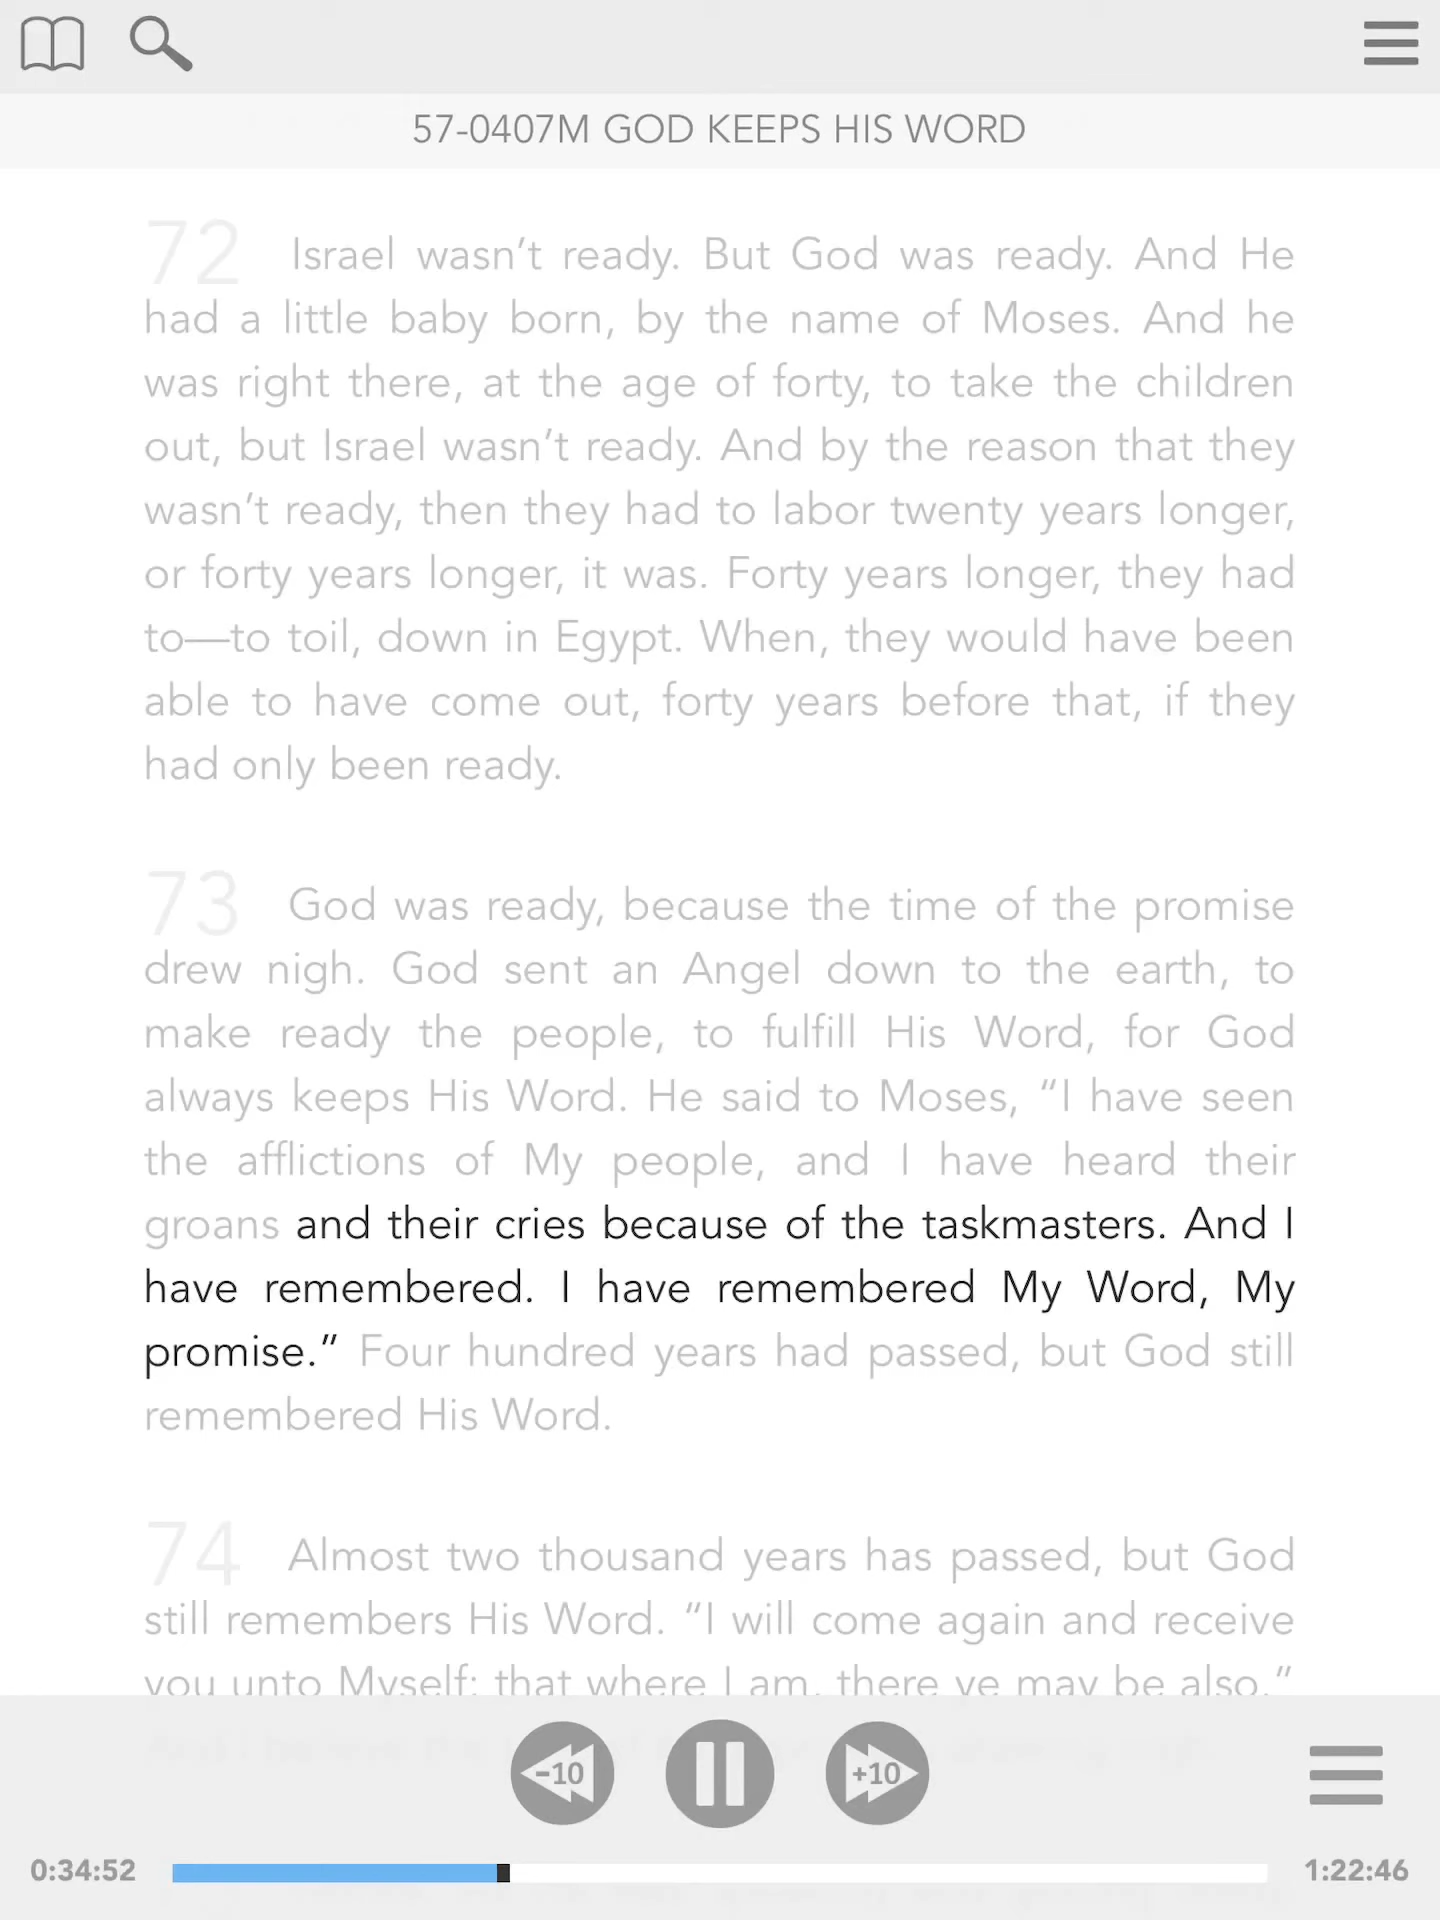 57-0407M GOD KEEPS HIS WORD
72 Israel wasn’t ready. But God was ready. And He
had a little baby born, by the name of Moses. And he
was right there, at the age of forty, to take the children
out, but Israel wasn’t ready. And by the reason that they
wasn’t ready, then they had to labor twenty years longer,
or forty years longer, it was. Forty years longer, they had
to—to toil, down in Egypt. When, they would have been
able to have come out, forty years before that, if they
had only been ready.
73 God was ready, because the time of the promise
drew nigh. God sent an Angel down to the earth, to
make ready the people, to fulfill His Word, for God
always keeps His Word. He said to Moses, “I have seen
the afflictions of My people, and I have heard their
groans and their cries because of the taskmasters. And I
have remembered. I have remembered My Word, My
promise.” Four hundred years had passed, but God still
remembered His Word.
74 Almost two thousand years has passed, but God
still remembers His Word. “I will come again and receive
you unto Myself; that where I am, there ye may be also.”
-10 +10
0:34:52 1:22:46